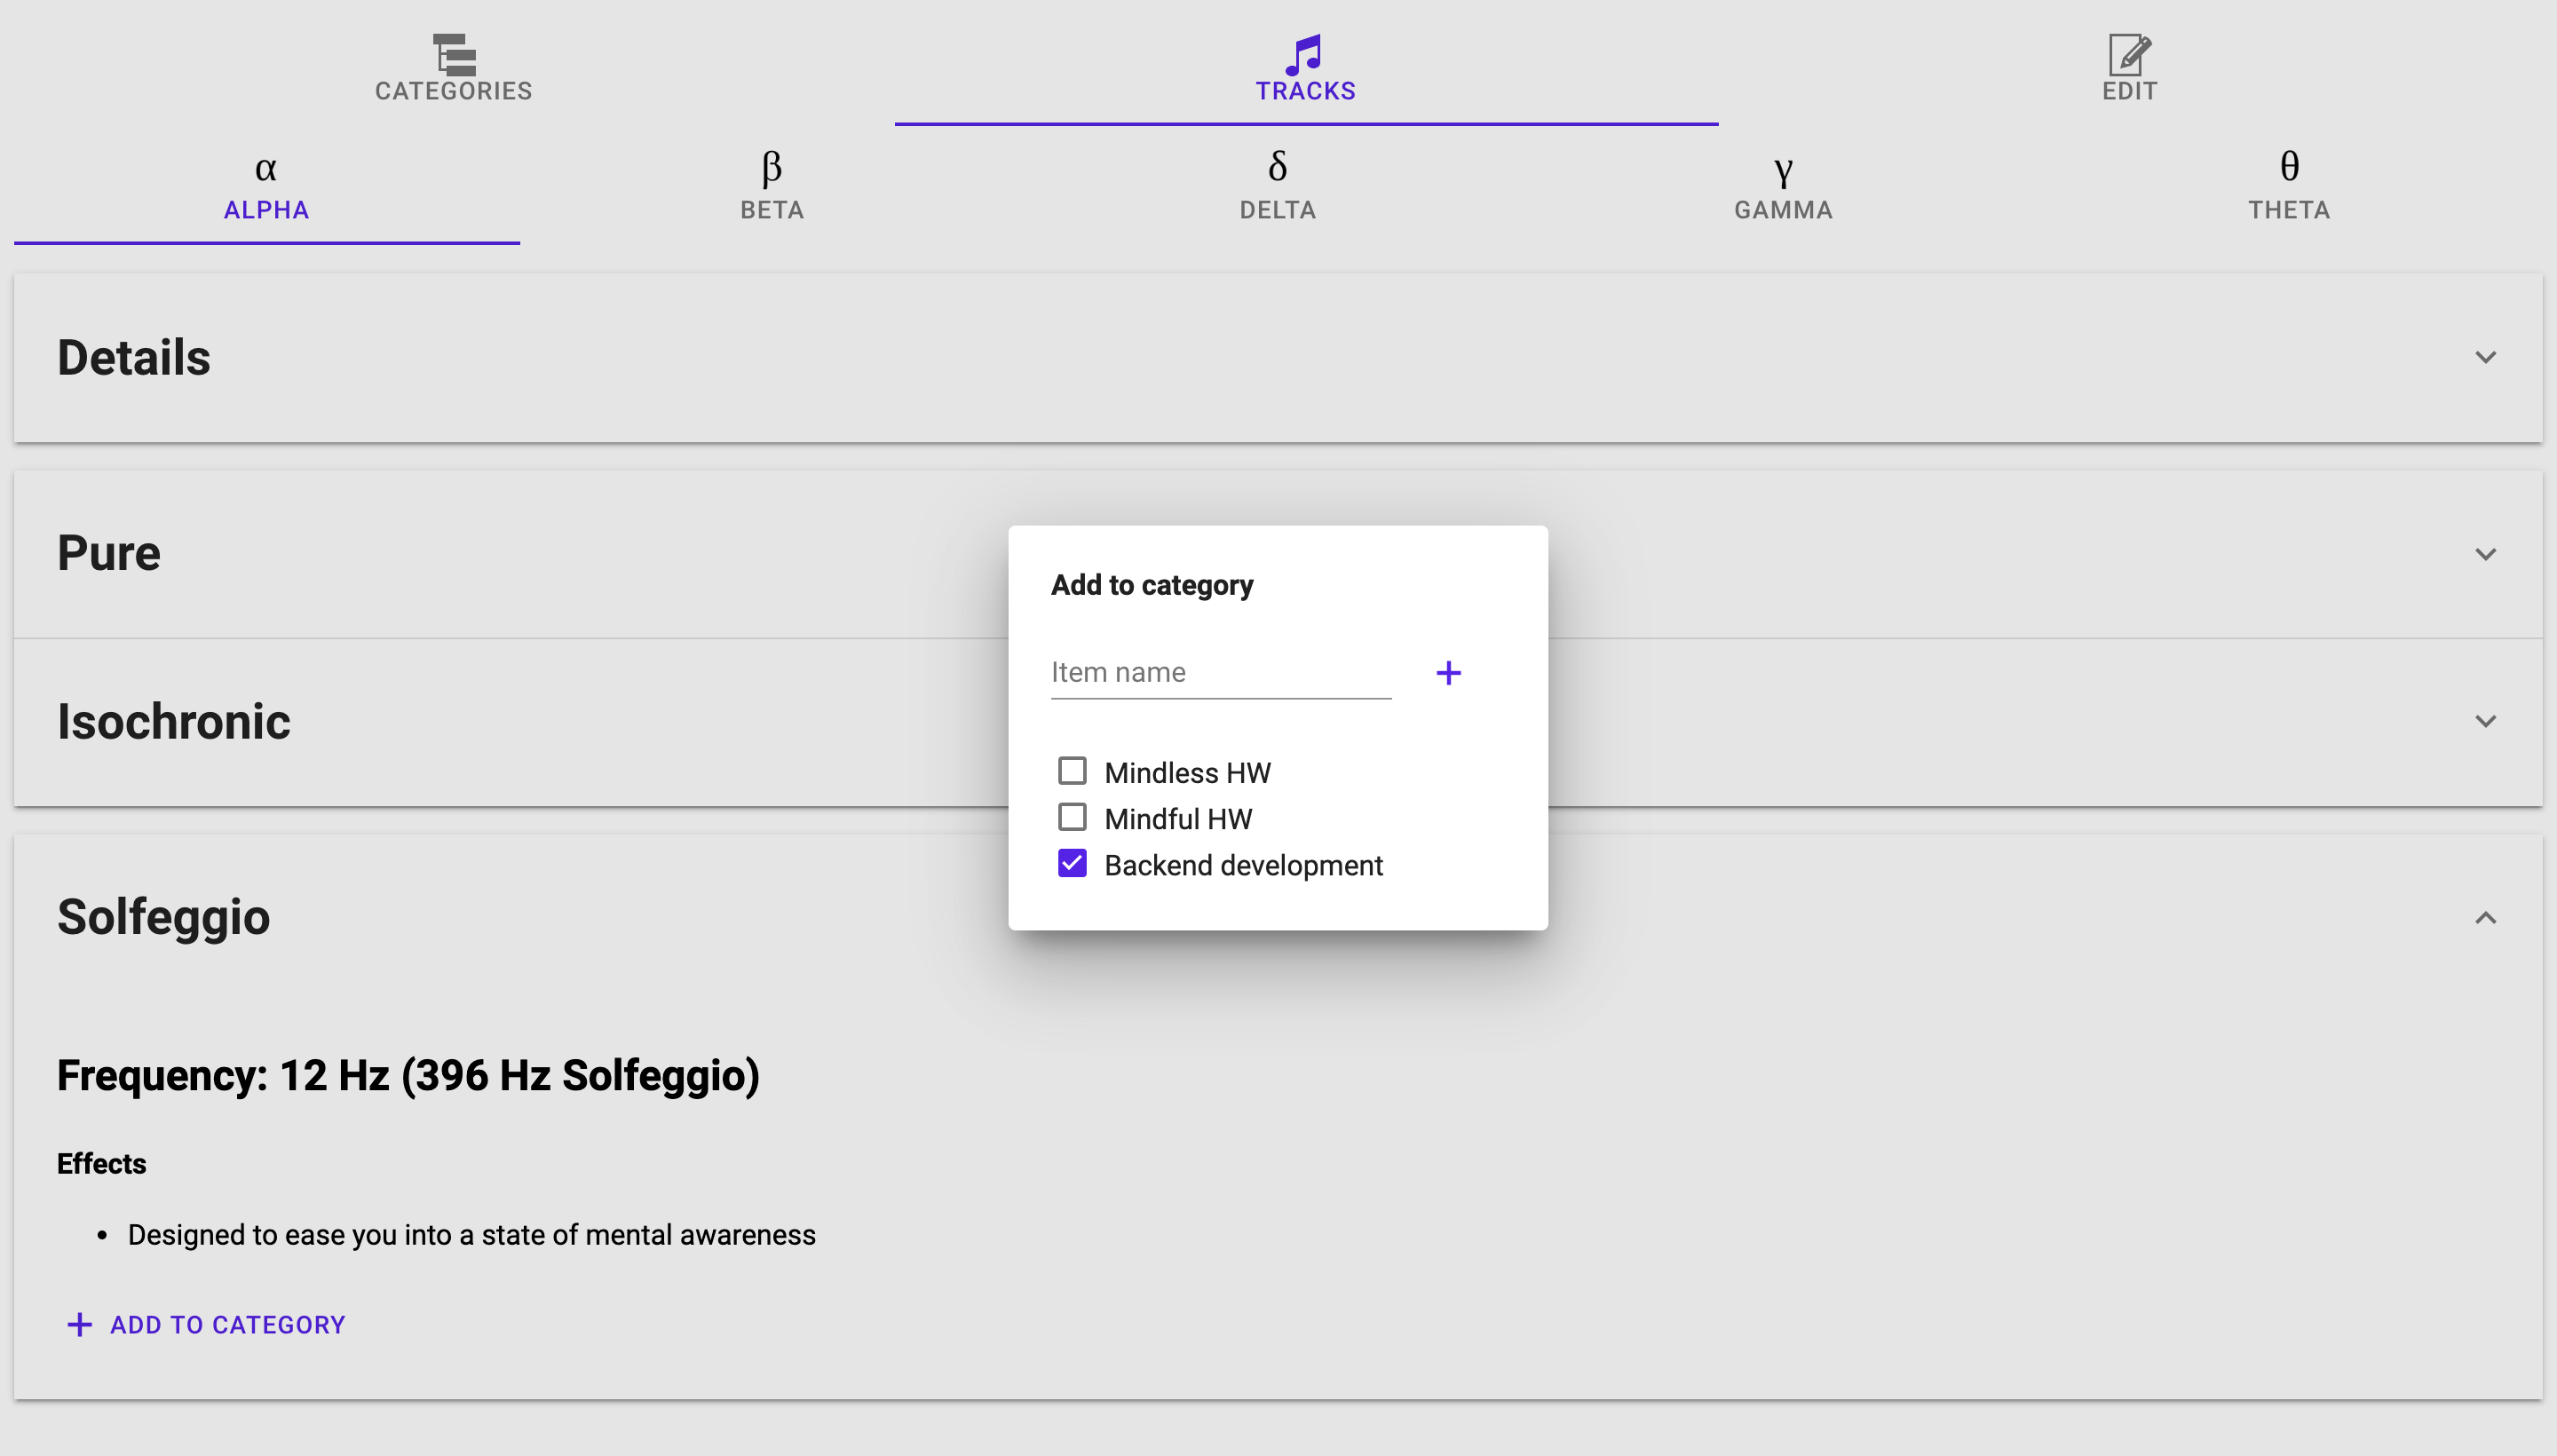 CATEGORIES
TRACKS
EDIT
α
ALPHA
β
BETA
δ
DELTA
γ
GAMMA
θ
THETA
Details
Pure
Isochronic
Add to category
Item name
Mindless HW
Mindful HW
Backend development
Solfeggio
Frequency: 12 Hz (396 Hz Solfeggio)
Effects
• Designed to ease you into a state of mental awareness
+ ADD TO CATEGORY